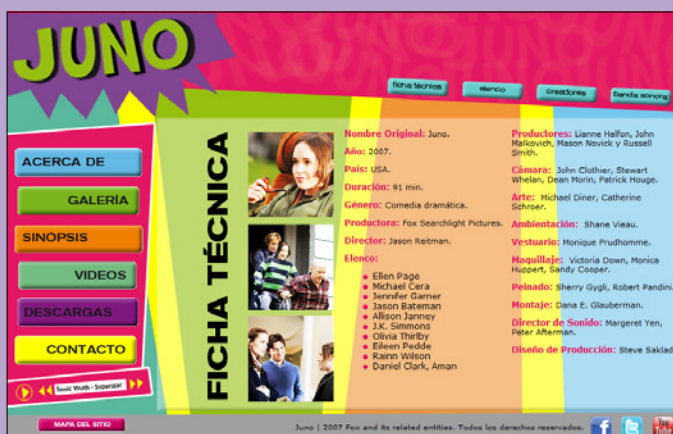 JUNO
ficha técnica
elenco
creadores
banda sonora
ACERCA DE
GALERÍA
SINÓPSIS
VIDEOS
DESCARGAS
CONTACTO
Sonic Youth - Superstar
MAPA DEL SITIO
FICHA TÉCNICA
Nombre Original: Juno.
Año: 2007.
País: USA.
Duración: 91 min.
Género: Comedia dramática.
Productora: Fox Searchlight Pictures.
Director: Jason Reitman.
Elenco:
Ellen Page
Michael Cera
Jennifer Garner
Jason Bateman
Allison Janney
J.K. Simmons
Olivia Thirlby
Eileen Pedde
Rainn Wilson
Daniel Clark, Aman
Productores: Lianne Halfon, John
Malkovich, Mason Novick y Russell
Smith.
Cámara: John Clothier, Stewart
Whelan, Dean Morin, Patrick Houge.
Arte: Michael Diner, Catherine
Schroer.
Ambientación: Shane Vieau.
Vestuario: Monique Prudhomme.
Maquillaje: Victoria Down, Monica
Huppert, Sandy Cooper.
Peinado: Sherry Gygli, Robert Pandini.
Montaje: Dana E. Glauberman.
Director de Sonido: Margeret Yen,
Peter Afterman.
Diseño de Producción: Steve Saklad
Juno | 2007 Fox and its related entities. Todos los derechos reservados.
You
Tube